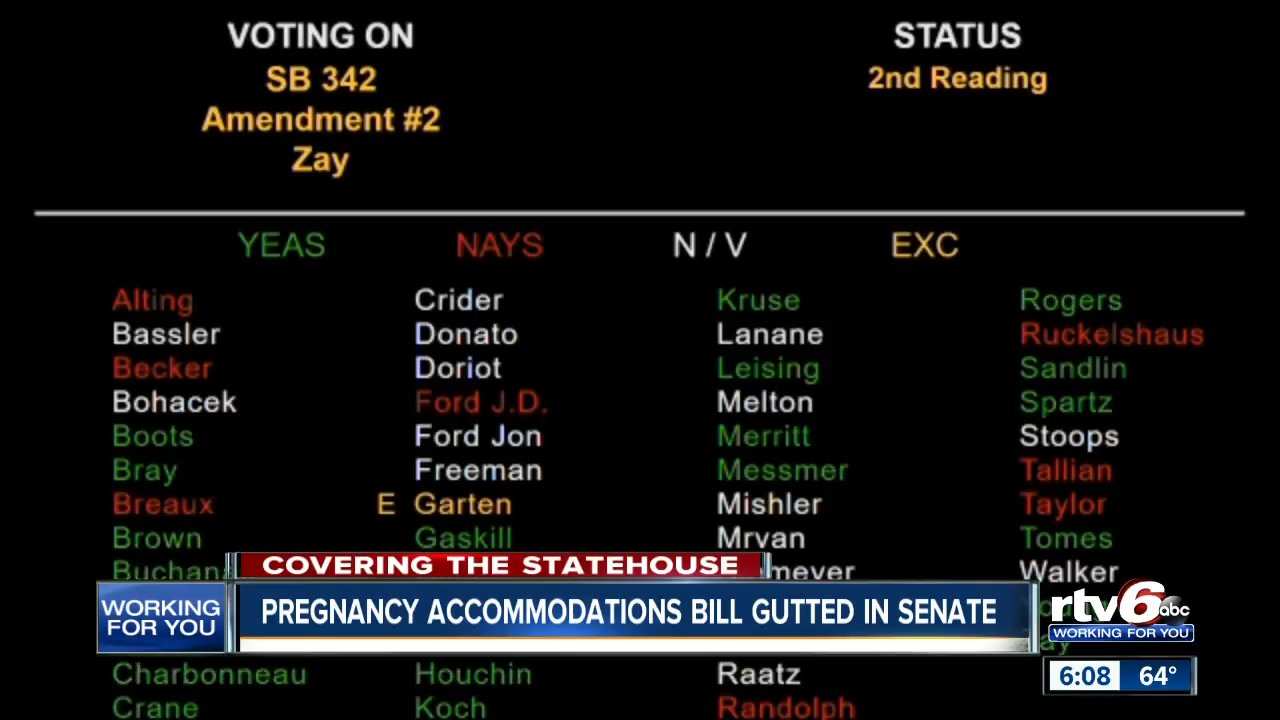 VOTING ON
SB 342
Amendment #2
Zay
STATUS
2nd Reading
YEAS NAYS N / V EXC
Alting Crider Kruse Rogers
Bassler Donato Lanane Ruckelshaus
Becker Doriot Leising Sandlin
Bohacek Ford J.D. Melton Spartz
Boots Ford Jon Merritt Stoops
Bray Freeman Messmer Tallian
Breaux E Garten Mishler Taylor
Brown Gaskill Mrvan Tomes
Walker
COVERING THE STATEHOUSE
WORKING FOR YOU
PREGNANCY ACCOMMODATIONS BILL GUTTED IN SENATE
rtv6 abc
WORKING FOR YOU
Charbonneau Houchin Raatz
Crane Koch Randolph
6:08 64°